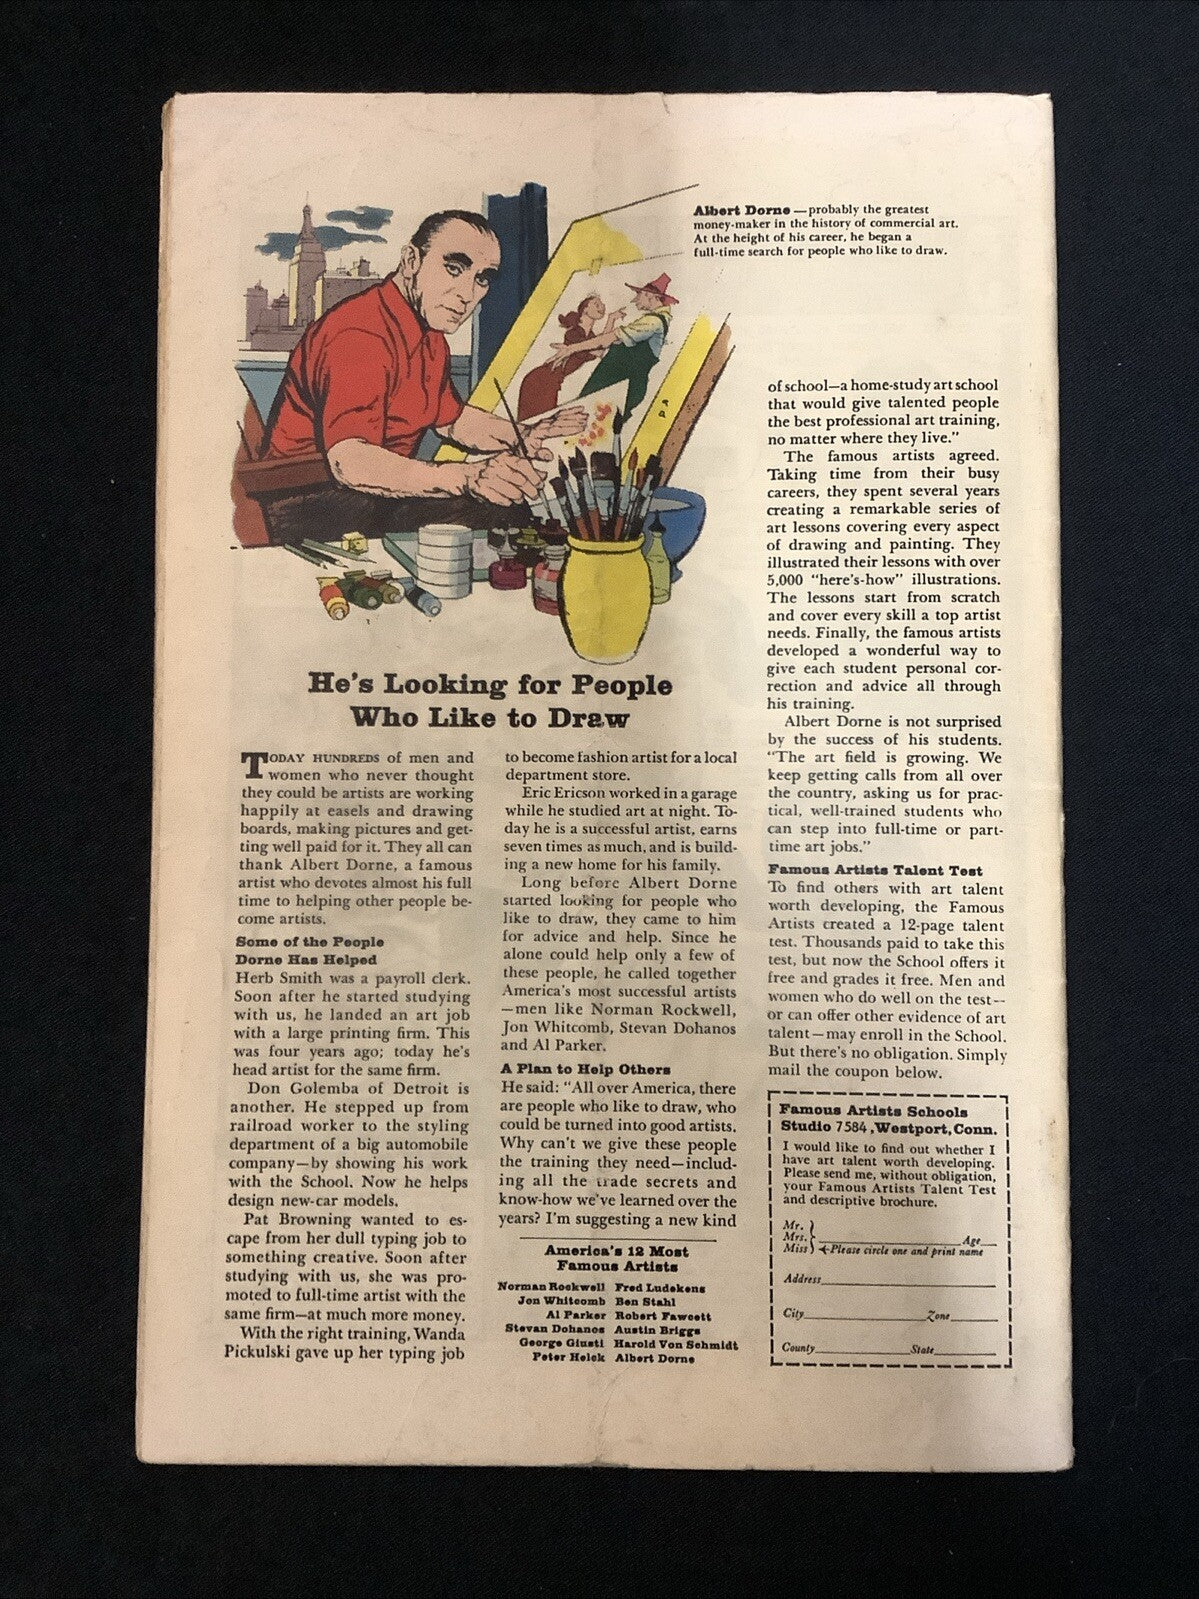 Albert Dorne — probably the greatest
money-maker in the history of commercial art.
At the height of his career, he began a
full-time search for people who like to draw.
He's Looking for People
Who Like to Draw
TODAY HUNDREDS of men and
women who never thought
they could be artists are working
happily at easels and drawing
boards, making pictures and get-
ting well paid for it. They all can
thank Albert Dorne, a famous
artist who devotes almost his full
time to helping other people be-
come artists.
Some of the People
Dorne Has Helped
Herb Smith was a payroll clerk.
Soon after he started studying
with us, he landed an art job
with a large printing firm. This
was four years ago; today he's
head artist for the same firm.
Don Golemba of Detroit is
another. He stepped up from
railroad worker to the styling
department of a big automobile
company—by showing his work
with the School. Now he helps
design new-car models.
Pat Browning wanted to es-
cape from her dull typing job to
something creative. Soon after
studying with us, she was pro-
moted to full-time artist with the
same firm—at much more money.
With the right training, Wanda
Pickulski gave up her typing job
to become fashion artist for a local
department store.
Eric Ericson worked in a garage
while he studied art at night. To-
day he is a successful artist, earns
seven times as much, and is build-
ing a new home for his family.
Long before Albert Dorne
started looking for people who
like to draw, they came to him
for advice and help. Since he
alone could help only a few of
these people, he called together
America's most successful artists
—men like Norman Rockwell,
Jon Whitcomb, Stevan Dohanos
and Al Parker.
A Plan to Help Others
He said: "All over America, there
are people who like to draw, who
could be turned into good artists.
Why can't we give these people
the training they need—includ-
ing all the trade secrets and
know-how we've learned over the
years? I'm suggesting a new kind
America's 12 Most
Famous Artists
Norman Rockwell Fred Ludekens
Jon Whitcomb Ben Stahl
Al Parker Robert Fawcett
Stevan Dohanos Austin Briggs
George Giusti Harold Von Schmidt
Peter Helck Albert Dorne
of school—a home-study art school
that would give talented people
the best professional art training,
no matter where they live."
The famous artists agreed.
Taking time from their busy
careers, they spent several years
creating a remarkable series of
art lessons covering every aspect
of drawing and painting. They
illustrated their lessons with over
5,000 "here's-how" illustrations.
The lessons start from scratch
and cover every skill a top artist
needs. Finally, the famous artists
developed a wonderful way to
give each student personal cor-
rection and advice all through
his training.
Albert Dorne is not surprised
by the success of his students.
"The art field is growing. We
keep getting calls from all over
the country, asking us for prac-
tical, well-trained students who
can step into full-time or part-
time art jobs."
Famous Artists Talent Test
To find others with art talent
worth developing, the Famous
Artists created a 12-page talent
test. Thousands paid to take this
test, but now the School offers it
free and grades it free. Men and
women who do well on the test—
or can offer other evidence of art
talent—may enroll in the School.
But there's no obligation. Simply
mail the coupon below.
Famous Artists Schools
Studio 7584, Westport, Conn.
I would like to find out whether I
have art talent worth developing.
Please send me, without obligation,
your Famous Artists Talent Test
and descriptive brochure.
Mr.
Mrs. Age
Miss Please circle one and print name
Address
City Zone
County State